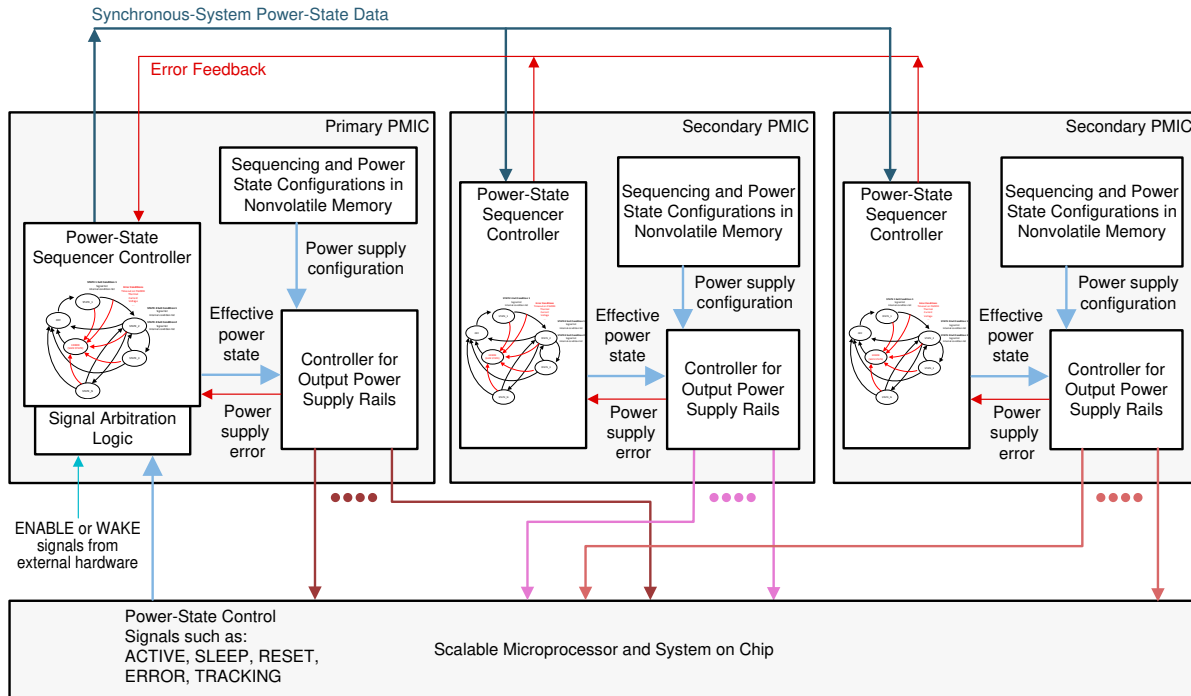 Synchronous-System Power-State Data
Error Feedback
Primary PMIC
Sequencing and Power
State Configurations in
Nonvolatile Memory
Power-State
Sequencer Controller
Power supply
configuration
Effective
power
state
Controller for
Output Power
Supply Rails
Power
supply
error
Signal Arbitration
Logic
ENABLE or WAKE
signals from
external hardware
Secondary PMIC
Power-State
Sequencer
Controller
Sequencing and Power
State Configurations in
Nonvolatile Memory
Power supply
configuration
Effective
power
state
Controller for
Output Power
Supply Rails
Power
supply
error
Secondary PMIC
Power-State
Sequencer
Controller
Sequencing and Power
State Configurations in
Nonvolatile Memory
Power supply
configuration
Effective
power
state
Controller for
Output Power
Supply Rails
Power
supply
error
Power-State Control
Signals such as:
ACTIVE, SLEEP, RESET,
ERROR, TRACKING
Scalable Microprocessor and System on Chip